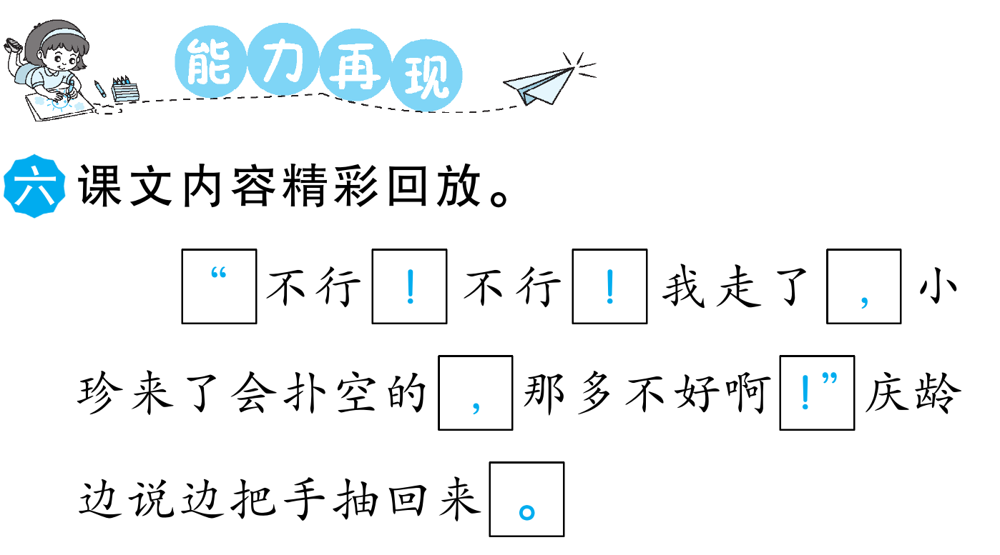 能力再现
六 课文内容精彩回放。
“不行！不行！我走了，小
珍来了会扑空的，那多不好啊！”庆龄
边说边把手抽回来。